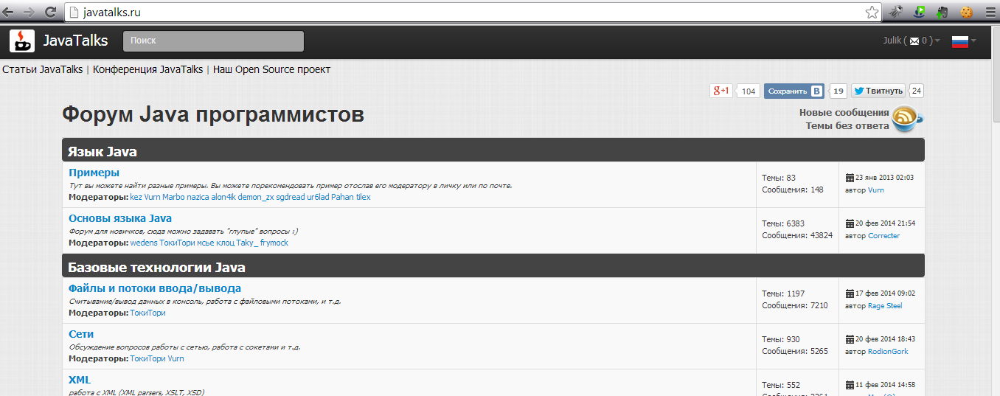 javatalks.ru
JavaTalks Поиск Julik ( 0 )
Статьи JavaTalks | Конференция JavaTalks | Наш Open Source проект
g+1 104 Сохранить B 19 Твитнуть 24
Форум Java программистов
Новые сообщения
Темы без ответа
Язык Java
Примеры
Тут вы можете найти разные примеры. Вы можете порекомендовать пример отослав его модератору в личку или по почте.
Модераторы: kez Vurn Marbo nazica alon4ik demon_zx sgdread ur6lad Pahan tilex
Темы: 83
Сообщения: 148
23 янв 2013 02:03
автор Vurn
Основы языка Java
Форум для новичков, сюда можно задавать "глупые" вопросы :)
Модераторы: wedens ТокиТори мсье клоц Taky_ frymock
Темы: 6383
Сообщения: 43824
20 фев 2014 21:54
автор Correcter
Базовые технологии Java
Файлы и потоки ввода/вывода
Считывание/вывод данных в консоль, работа с файловыми потоками, и т.д.
Модераторы: ТокиТори
Темы: 1197
Сообщения: 7210
17 фев 2014 09:02
автор Rage Steel
Сети
Обсуждение вопросов работы с сетью, работа с сокетами и т.д.
Модераторы: ТокиТори Vurn
Темы: 930
Сообщения: 5265
20 фев 2014 18:43
автор RodionGork
XML
работа с XML (XML parsers, XSLT, XSD)
Темы: 552
11 фев 2014 14:58